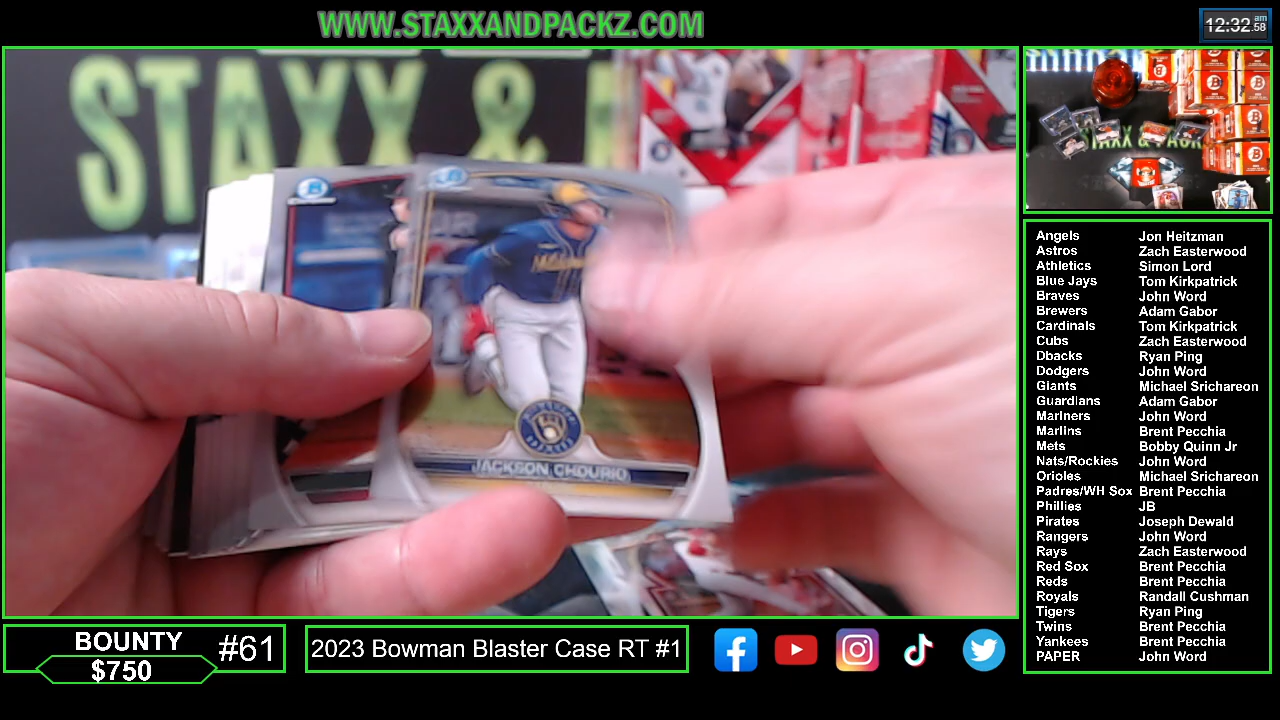 WWW.STAXXANDPACKZ.COM
12:32 am .58
STAXX &
JACKSON CHOURIO
Angels Jon Heitzman
Astros Zach Easterwood
Athletics Simon Lord
Blue Jays Tom Kirkpatrick
Braves John Word
Brewers Adam Gabor
Cardinals Tom Kirkpatrick
Cubs Zach Easterwood
Dbacks Ryan Ping
Dodgers John Word
Giants Michael Srichareon
Guardians Adam Gabor
Mariners John Word
Marlins Brent Pecchia
Mets Bobby Quinn Jr
Nats/Rockies John Word
Orioles Michael Srichareon
Padres/WH Sox Brent Pecchia
Phillies JB
Pirates Joseph Dewald
Rangers John Word
Rays Zach Easterwood
Red Sox Brent Pecchia
Reds Brent Pecchia
Royals Randall Cushman
Tigers Ryan Ping
Twins Brent Pecchia
Yankees Brent Pecchia
PAPER John Word
BOUNTY
$750
#61
2023 Bowman Blaster Case RT #1